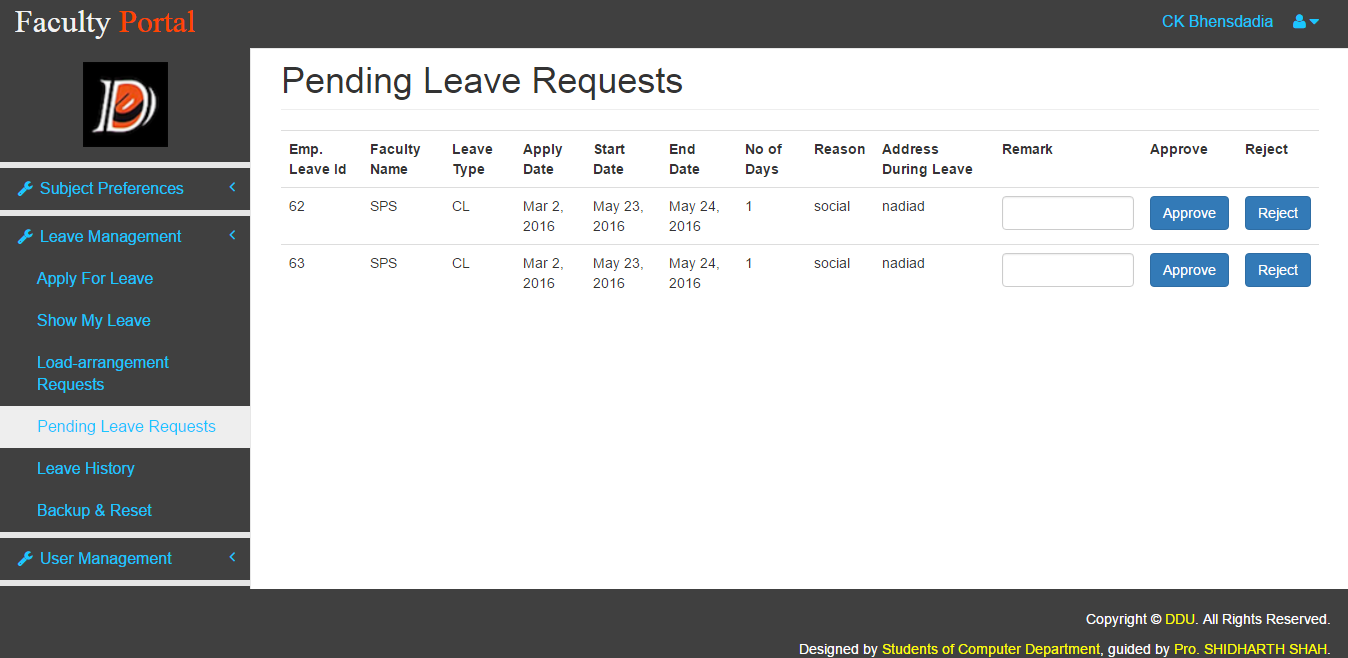 Faculty Portal
CK Bhensdadia
Subject Preferences
Leave Management
Apply For Leave
Show My Leave
Load-arrangement
Requests
Pending Leave Requests
Leave History
Backup & Reset
User Management
Pending Leave Requests
Emp. Leave Id Faculty Name Leave Type Apply Date Start Date End Date No of Days Reason Address During Leave Remark Approve Reject
62 SPS CL Mar 2, 2016 May 23, 2016 May 24, 2016 1 social nadiad Approve Reject
63 SPS CL Mar 2, 2016 May 23, 2016 May 24, 2016 1 social nadiad Approve Reject
Copyright © DDU. All Rights Reserved.
Designed by Students of Computer Department, guided by Pro. SHIDHARTH SHAH.